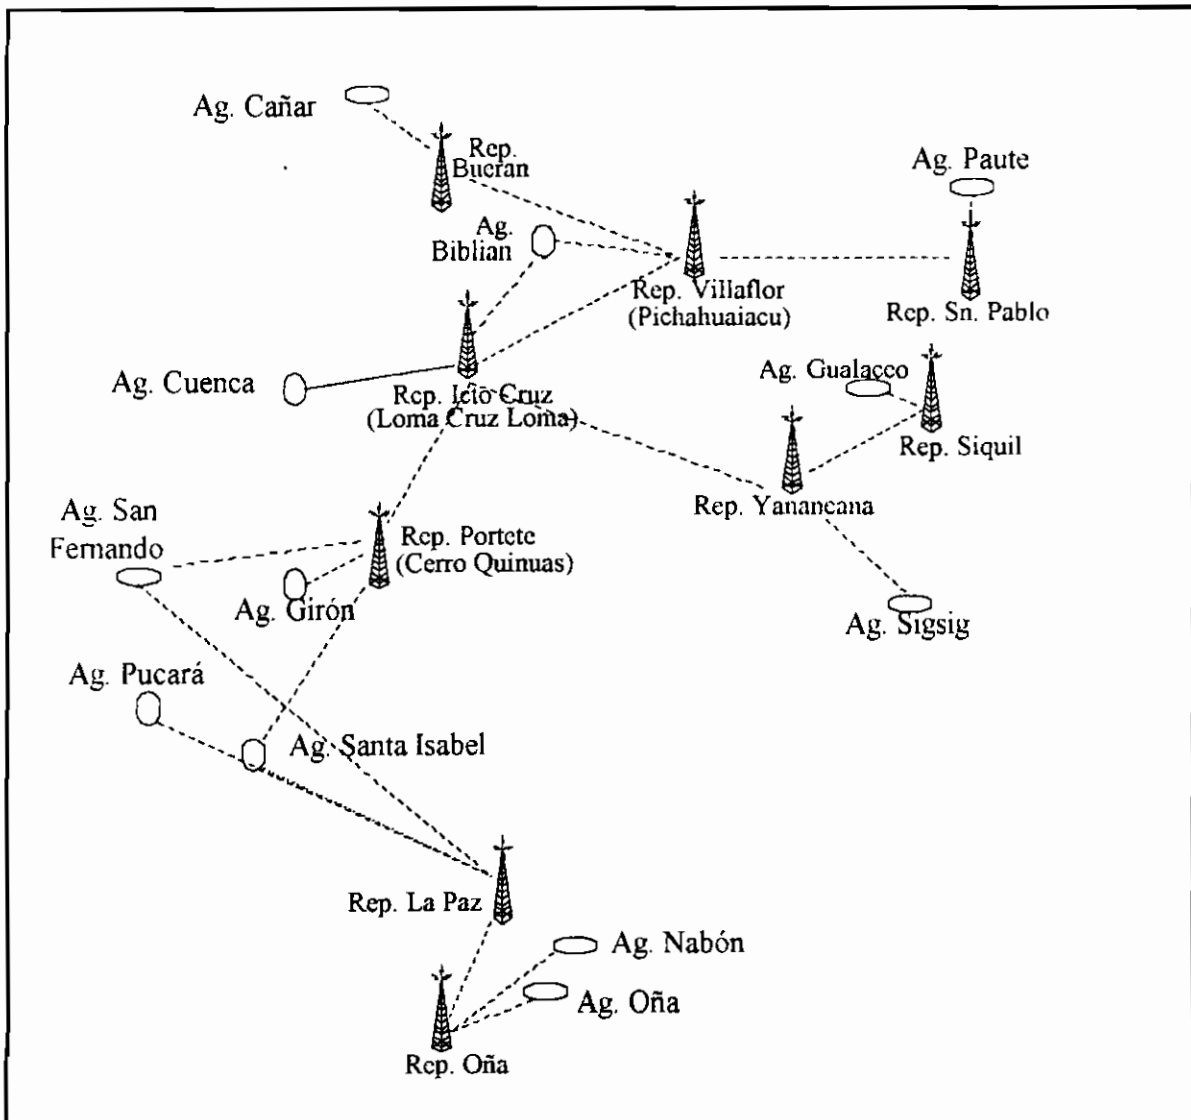 Ag. Cañar
Rep.
Bueran
Ag. Paute
Ag.
Biblian
Rep. Villaflor
(Pichahuaiacu)
Rep. Sn. Pablo
Ag. Cuenca
Rep. Icto Cruz
(Loma Cruz Loma)
Ag. Gualaceo
Rep. Siquil
Rep. Yanancana
Ag. San
Fernando
Rep. Portete
(Cerro Quinuas)
Ag. Girón
Ag. Sigsig
Ag. Pucará
Ag. Santa Isabel
Rep. La Paz
Ag. Nabón
Ag. Oña
Rep. Oña